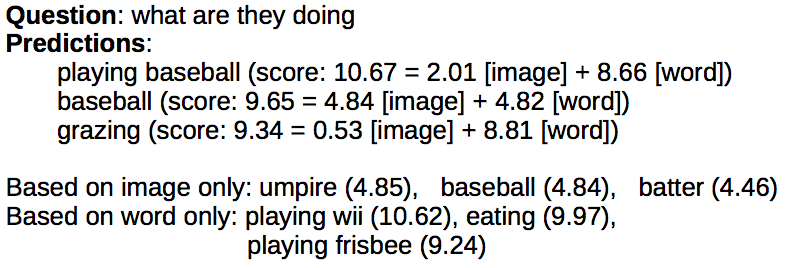 Question: what are they doing
Predictions:
playing baseball (score: 10.67 = 2.01 [image] + 8.66 [word])
baseball (score: 9.65 = 4.84 [image] + 4.82 [word])
grazing (score: 9.34 = 0.53 [image] + 8.81 [word])
Based on image only: umpire (4.85), baseball (4.84), batter (4.46)
Based on word only: playing wii (10.62), eating (9.97),
playing frisbee (9.24)